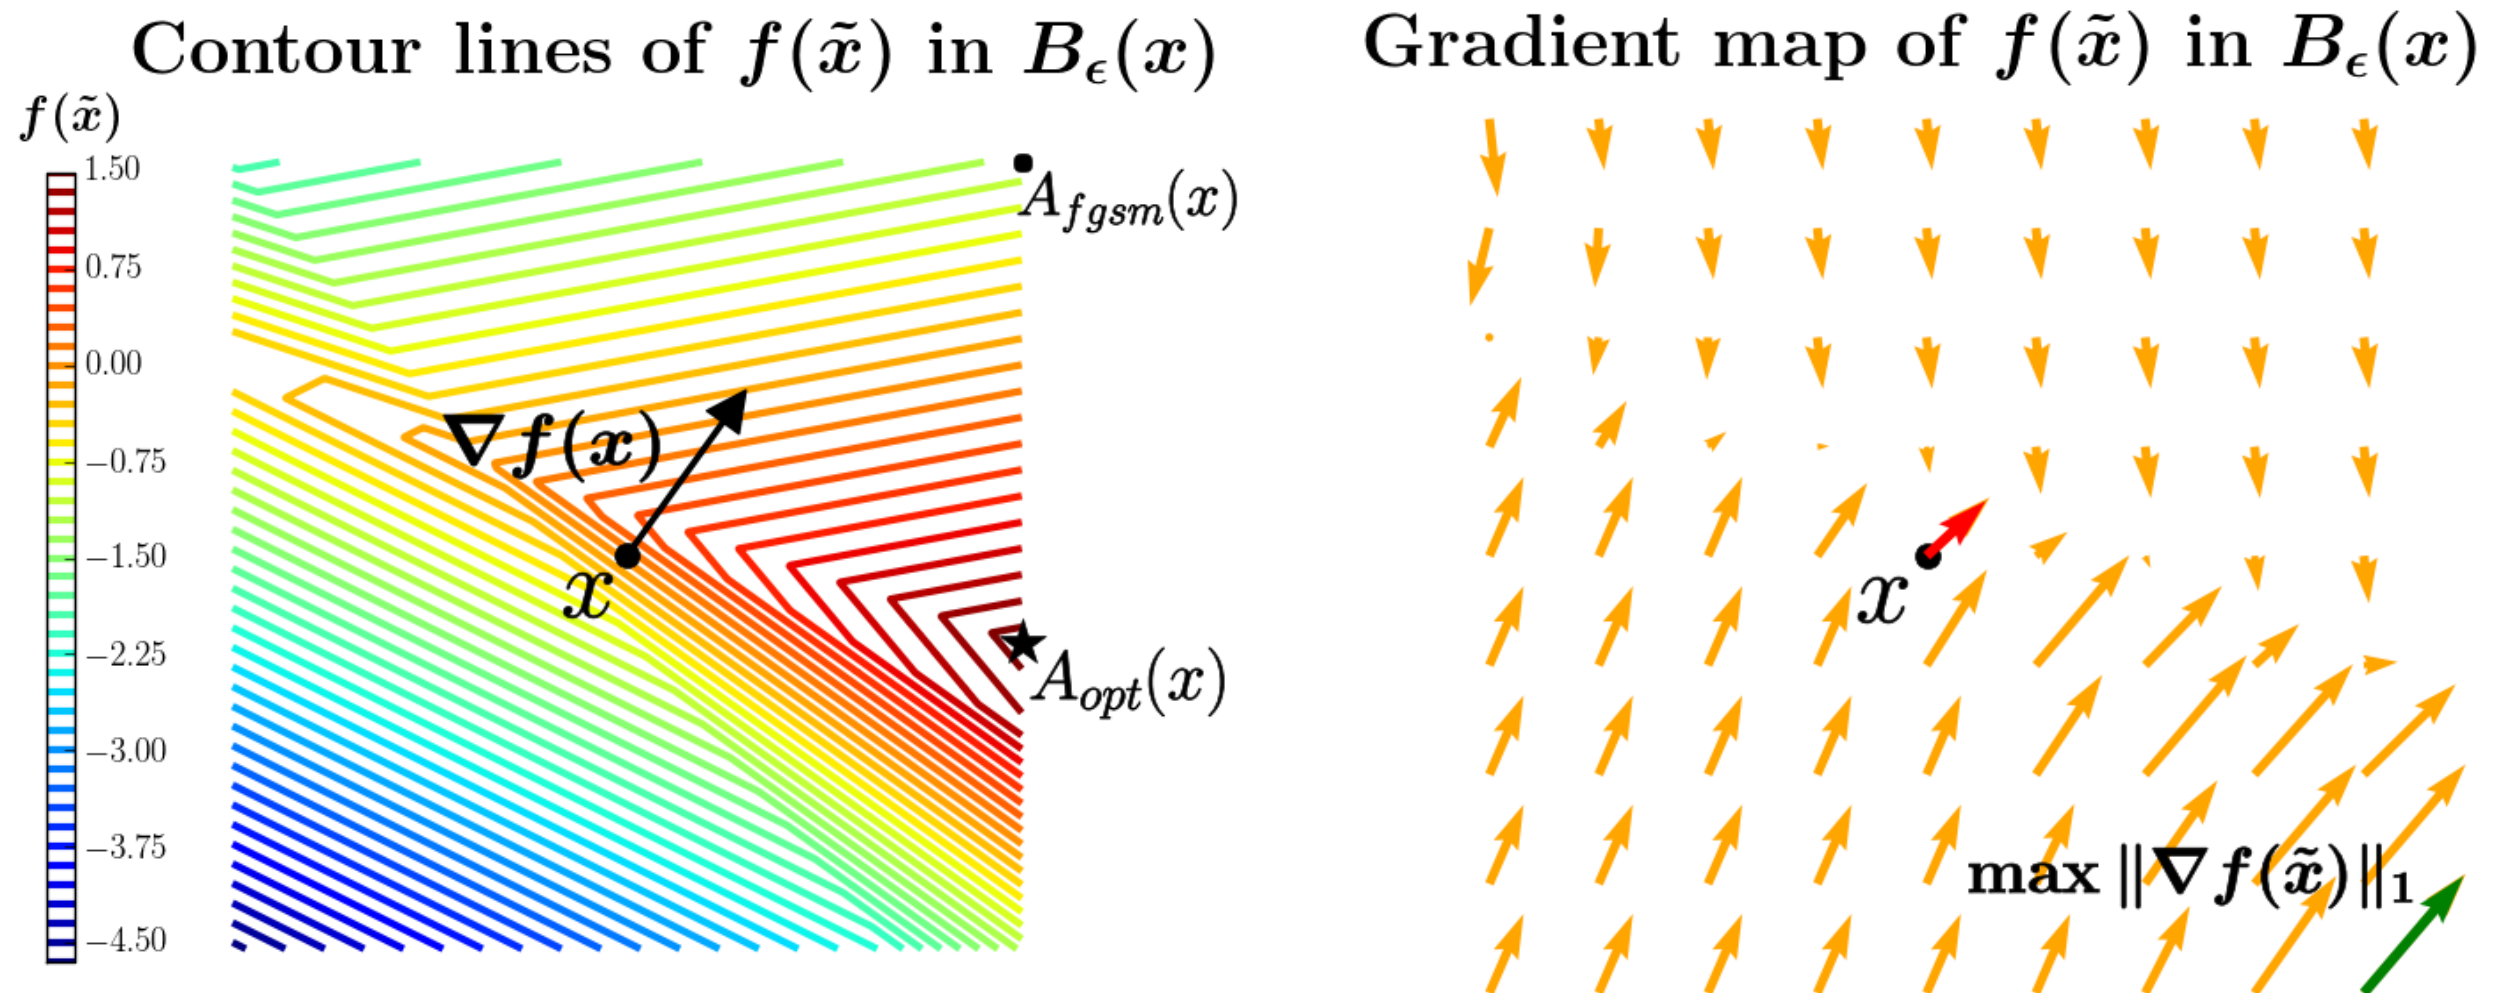 Contour lines of f(x̃) in B_ϵ(x)
f(x̃)
1.50
0.75
0.00
−0.75
−1.50
−2.25
−3.00
−3.75
−4.50
A_fgsm(x)
∇f(x)
x
A_opt(x)
Gradient map of f(x̃) in B_ϵ(x)
x
max ‖∇f(x̃)‖₁